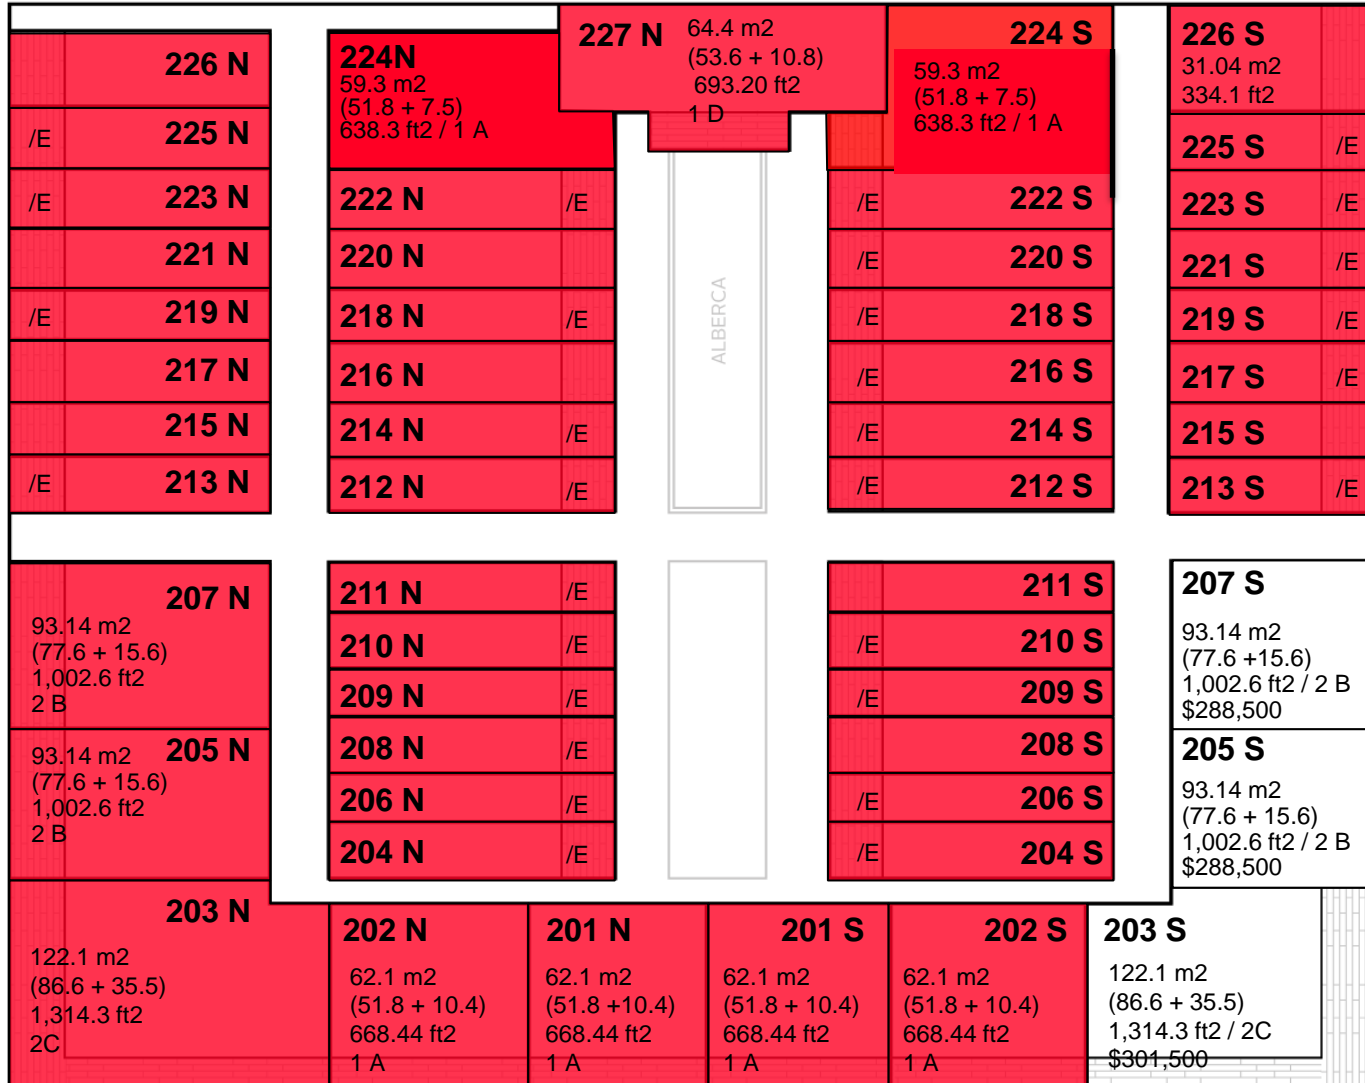 226 N
/E
225 N
/E
223 N
221 N
/E
219 N
217 N
215 N
/E
213 N
224N
59.3 m2
(51.8 + 7.5)
638.3 ft2 / 1 A
222 N
/E
220 N
218 N
/E
216 N
214 N
/E
212 N
/E
227 N
64.4 m2
(53.6 + 10.8)
693.20 ft2
1 D
ALBERCA
224 S
59.3 m2
(51.8 + 7.5)
638.3 ft2 / 1 A
/E
222 S
/E
220 S
/E
218 S
/E
216 S
/E
214 S
/E
212 S
226 S
31.04 m2
334.1 ft2
225 S
/E
223 S
/E
221 S
/E
219 S
/E
217 S
/E
215 S
213 S
/E
207 N
93.14 m2
(77.6 + 15.6)
1,002.6 ft2
2 B
205 N
93.14 m2
(77.6 + 15.6)
1,002.6 ft2
2 B
211 N
/E
210 N
/E
209 N
/E
208 N
/E
206 N
/E
204 N
/E
211 S
/E
210 S
/E
209 S
208 S
/E
206 S
/E
204 S
207 S
93.14 m2
(77.6 +15.6)
1,002.6 ft2 / 2 B
$288,500
205 S
93.14 m2
(77.6 + 15.6)
1,002.6 ft2 / 2 B
$288,500
203 N
122.1 m2
(86.6 + 35.5)
1,314.3 ft2
2C
202 N
62.1 m2
(51.8 + 10.4)
668.44 ft2
1 A
201 N
62.1 m2
(51.8 +10.4)
668.44 ft2
1 A
201 S
62.1 m2
(51.8 + 10.4)
668.44 ft2
1 A
202 S
62.1 m2
(51.8 + 10.4)
668.44 ft2
1 A
203 S
122.1 m2
(86.6 + 35.5)
1,314.3 ft2 / 2C
$301,500